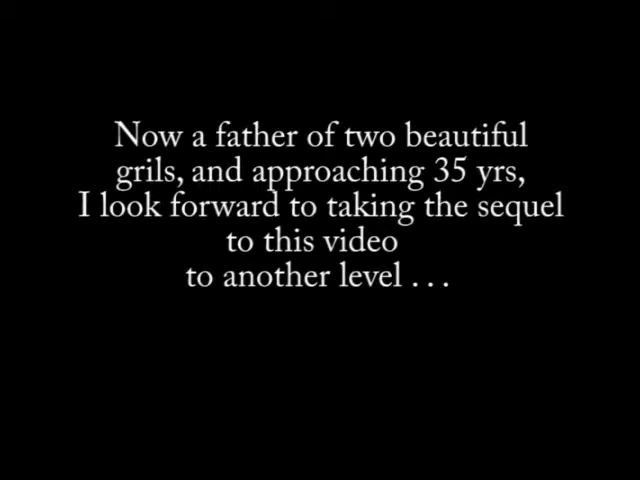 Now a father of two beautiful
grils, and approaching 35 yrs,
I look forward to taking the sequel
to this video
to another level . . .